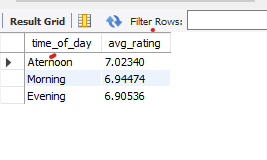 Result Grid Filter Rows:
time_of_day avg_rating
Aternoon 7.02340
Morning 6.94474
Evening 6.90536